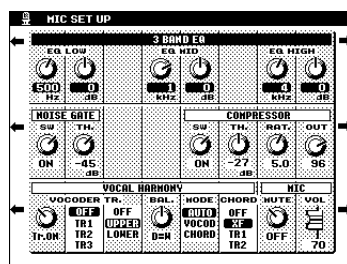 MIC SET UP
3 BAND EQ
EQ LOW EQ MID EQ HIGH
500 0 1 0 4 0
Hz dB kHz dB kHz dB
NOISE GATE COMPRESSOR
SW TH. SW TH. RAT. OUT
ON -45 ON -27 5.0 96
dB dB
VOCAL HARMONY MIC
VOCODER TR. BAL. MODE CHORD MUTE VOL
OFF OFF AUTO OFF
TR1 UPPER VOCOD XF
TR2 LOWER CHORD TR1
Tr.ON TR3 D=W TR2 OFF 70